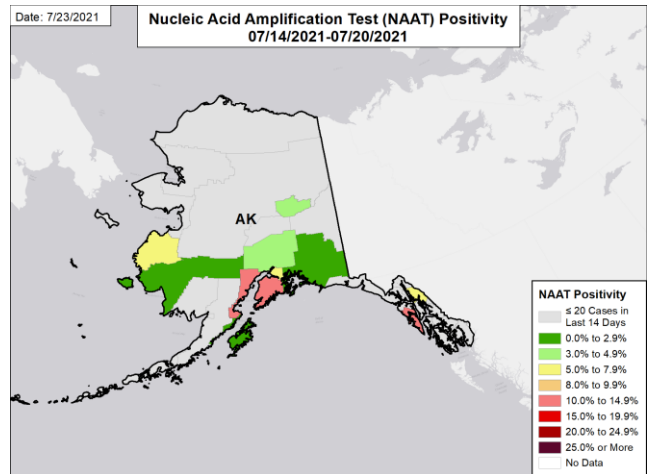 Date: 7/23/2021
Nucleic Acid Amplification Test (NAAT) Positivity
07/14/2021-07/20/2021
AK
NAAT Positivity
≤ 20 Cases in
Last 14 Days
0.0% to 2.9%
3.0% to 4.9%
5.0% to 7.9%
8.0% to 9.9%
10.0% to 14.9%
15.0% to 19.9%
20.0% to 24.9%
25.0% or More
No Data